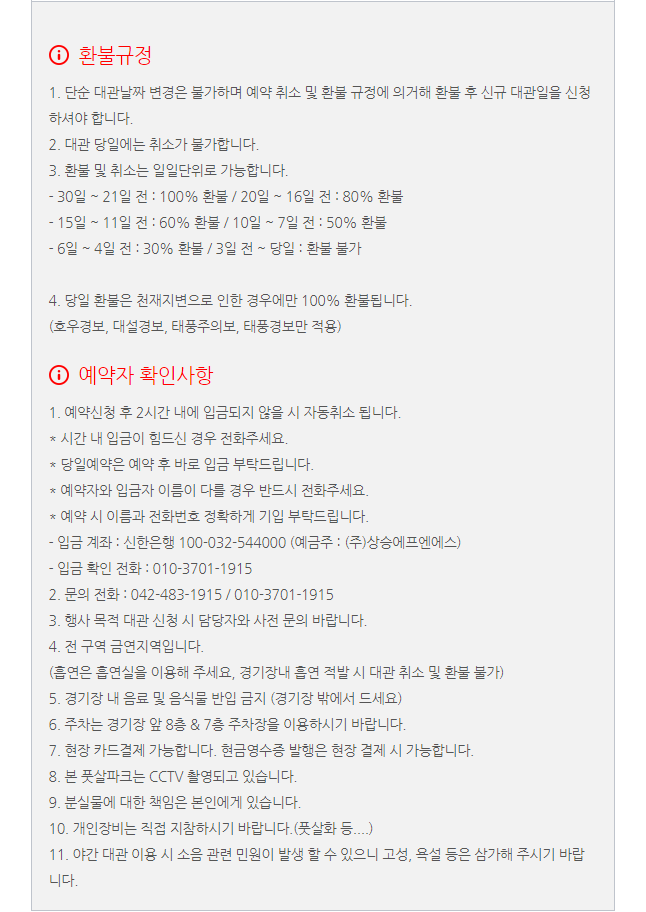 환불규정
1. 단순 대관날짜 변경은 불가하며 예약 취소 및 환불 규정에 의거해 환불 후 신규 대관일을 신청
하셔야 합니다.
2. 대관 당일에는 취소가 불가합니다.
3. 환불 및 취소는 일일단위로 가능합니다.
- 30일 ~ 21일 전 : 100% 환불 / 20일 ~ 16일 전 : 80% 환불
- 15일 ~ 11일 전 : 60% 환불 / 10일 ~ 7일 전 : 50% 환불
- 6일 ~ 4일 전 : 30% 환불 / 3일 전 ~ 당일 : 환불 불가
4. 당일 환불은 천재지변으로 인한 경우에만 100% 환불됩니다.
(호우경보, 대설경보, 태풍주의보, 태풍경보만 적용)
예약자 확인사항
1. 예약신청 후 2시간 내에 입금되지 않을 시 자동취소 됩니다.
* 시간 내 입금이 힘드신 경우 전화주세요.
* 당일예약은 예약 후 바로 입금 부탁드립니다.
* 예약자와 입금자 이름이 다를 경우 반드시 전화주세요.
* 예약 시 이름과 전화번호 정확하게 기입 부탁드립니다.
- 입금 계좌 : 신한은행 100-032-544000 (예금주 : (주)상승에프엔에스)
- 입금 확인 전화 : 010-3701-1915
2. 문의 전화 : 042-483-1915 / 010-3701-1915
3. 행사 목적 대관 신청 시 담당자와 사전 문의 바랍니다.
4. 전 구역 금연지역입니다.
(흡연은 흡연실을 이용해 주세요, 경기장내 흡연 적발 시 대관 취소 및 환불 불가)
5. 경기장 내 음료 및 음식물 반입 금지 (경기장 밖에서 드세요)
6. 주차는 경기장 앞 8층 & 7층 주차장을 이용하시기 바랍니다.
7. 현장 카드결제 가능합니다. 현금영수증 발행은 현장 결제 시 가능합니다.
8. 본 풋살파크는 CCTV 촬영되고 있습니다.
9. 분실물에 대한 책임은 본인에게 있습니다.
10. 개인장비는 직접 지참하시기 바랍니다.(풋살화 등....)
11. 야간 대관 이용 시 소음 관련 민원이 발생 할 수 있으니 고성, 욕설 등은 삼가해 주시기 바랍
니다.